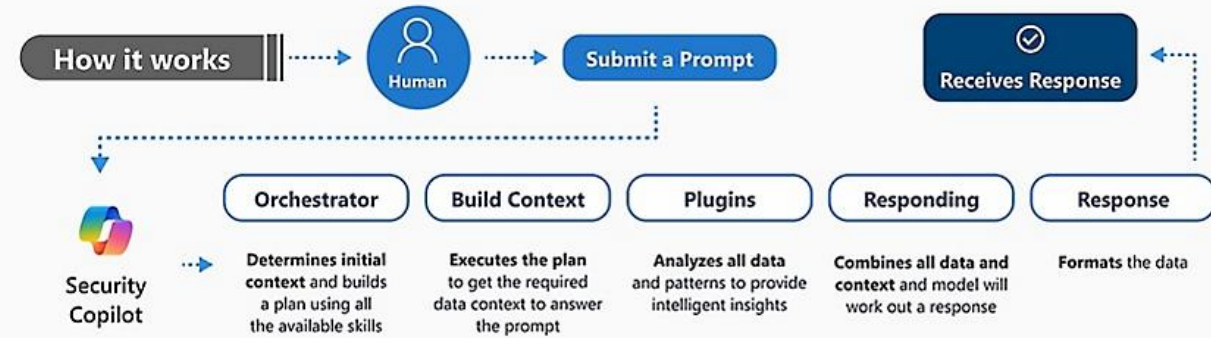 How it works
Human
Submit a Prompt
Receives Response
Security
Copilot
Orchestrator
Determines initial
context and builds
a plan using all
the available skills
Build Context
Executes the plan
to get the required
data context to answer
the prompt
Plugins
Analyzes all data
and patterns to provide
intelligent insights
Responding
Combines all data and
context and model will
work out a response
Response
Formats the data